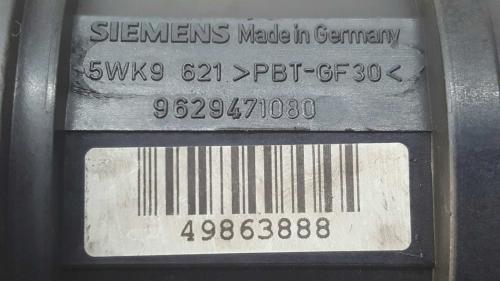 SIEMENS Made in Germany
5WK9 621 >PBT-GF30<
9629471080
49863888